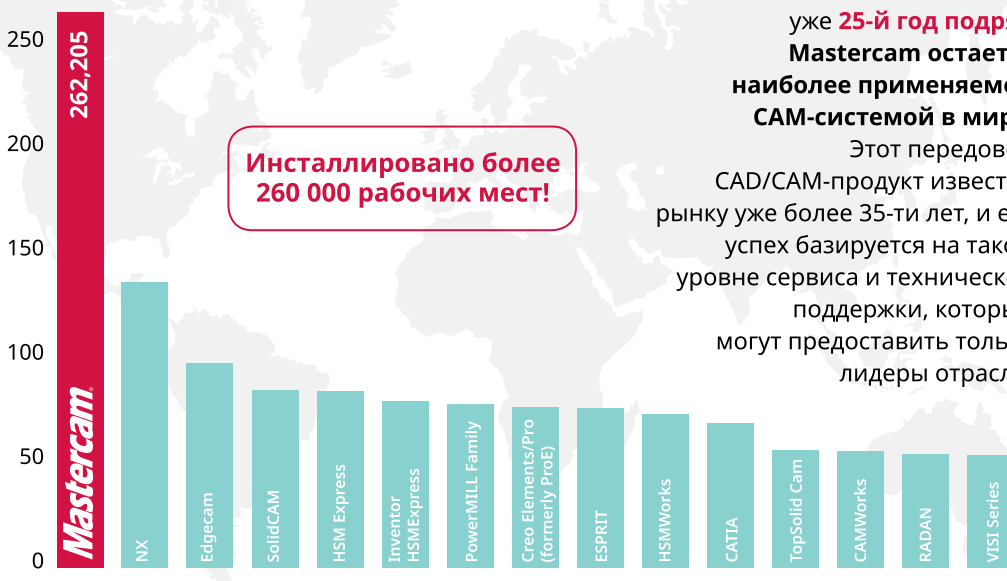 250
200
150
100
50
0
262,205
Mastercam
Инсталлировано более
260 000 рабочих мест!
уже 25-й год подр
Mastercam остает
наиболее применяем
CAM-системой в мир
Этот передов
CAD/CAM-продукт извест
рынку уже более 35-ти лет, и е
успех базируется на так
уровне сервиса и техническ
поддержки, котор
могут предоставить толь
лидеры отрасл
NX
Edgecam
SolidCAM
HSM Express
Inventor
HSMExpress
PowerMILL Family
Creo Elements/Pro
(formerly ProE)
ESPRIT
HSMWorks
CATIA
TopSolid Cam
CAMWorks
RADAN
VISI Series